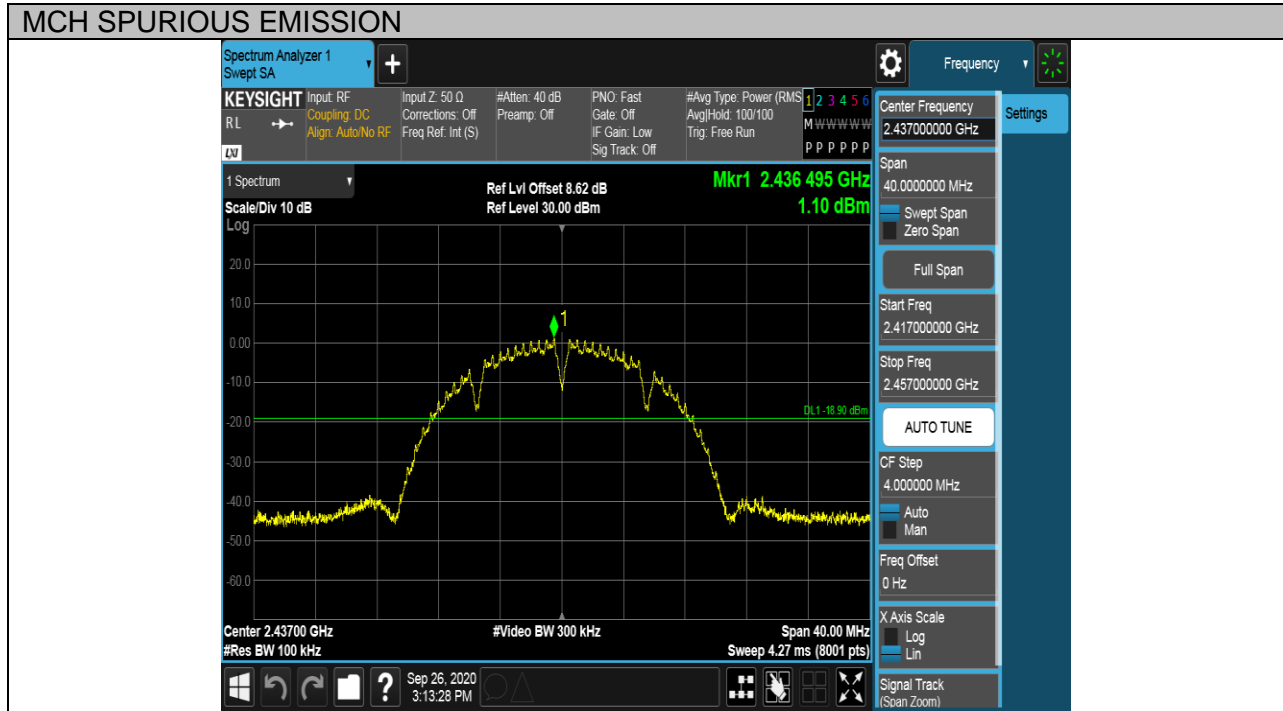 MCH SPURIOUS EMISSION
Spectrum Analyzer 1
Swept SA
+
Frequency
KEYSIGHT
RL
LXI
Input: RF
Coupling: DC
Align: Auto/No RF
Input Z: 50 Ω
Corrections: Off
Freq Ref: Int (S)
#Atten: 40 dB
Preamp: Off
PNO: Fast
Gate: Off
IF Gain: Low
Sig Track: Off
#Avg Type: Power (RMS
Avg|Hold: 100/100
Trig: Free Run
1 2 3 4 5 6
M W W W W W
P P P P P P
1 Spectrum
Scale/Div 10 dB
Ref Lvl Offset 8.62 dB
Ref Level 30.00 dBm
Mkr1 2.436 495 GHz
1.10 dBm
Log
20.0
10.0
0.00
-10.0
-20.0
-30.0
-40.0
-50.0
-60.0
1
DL1 -18.90 dBm
Center 2.43700 GHz
#Res BW 100 kHz
#Video BW 300 kHz
Span 40.00 MHz
Sweep 4.27 ms (8001 pts)
Center Frequency
2.437000000 GHz
Settings
Span
40.0000000 MHz
Swept Span
Zero Span
Full Span
Start Freq
2.417000000 GHz
Stop Freq
2.457000000 GHz
AUTO TUNE
CF Step
4.000000 MHz
Auto
Man
Freq Offset
0 Hz
X Axis Scale
Log
Lin
Signal Track
(Span Zoom)
?
Sep 26, 2020
3:13:28 PM